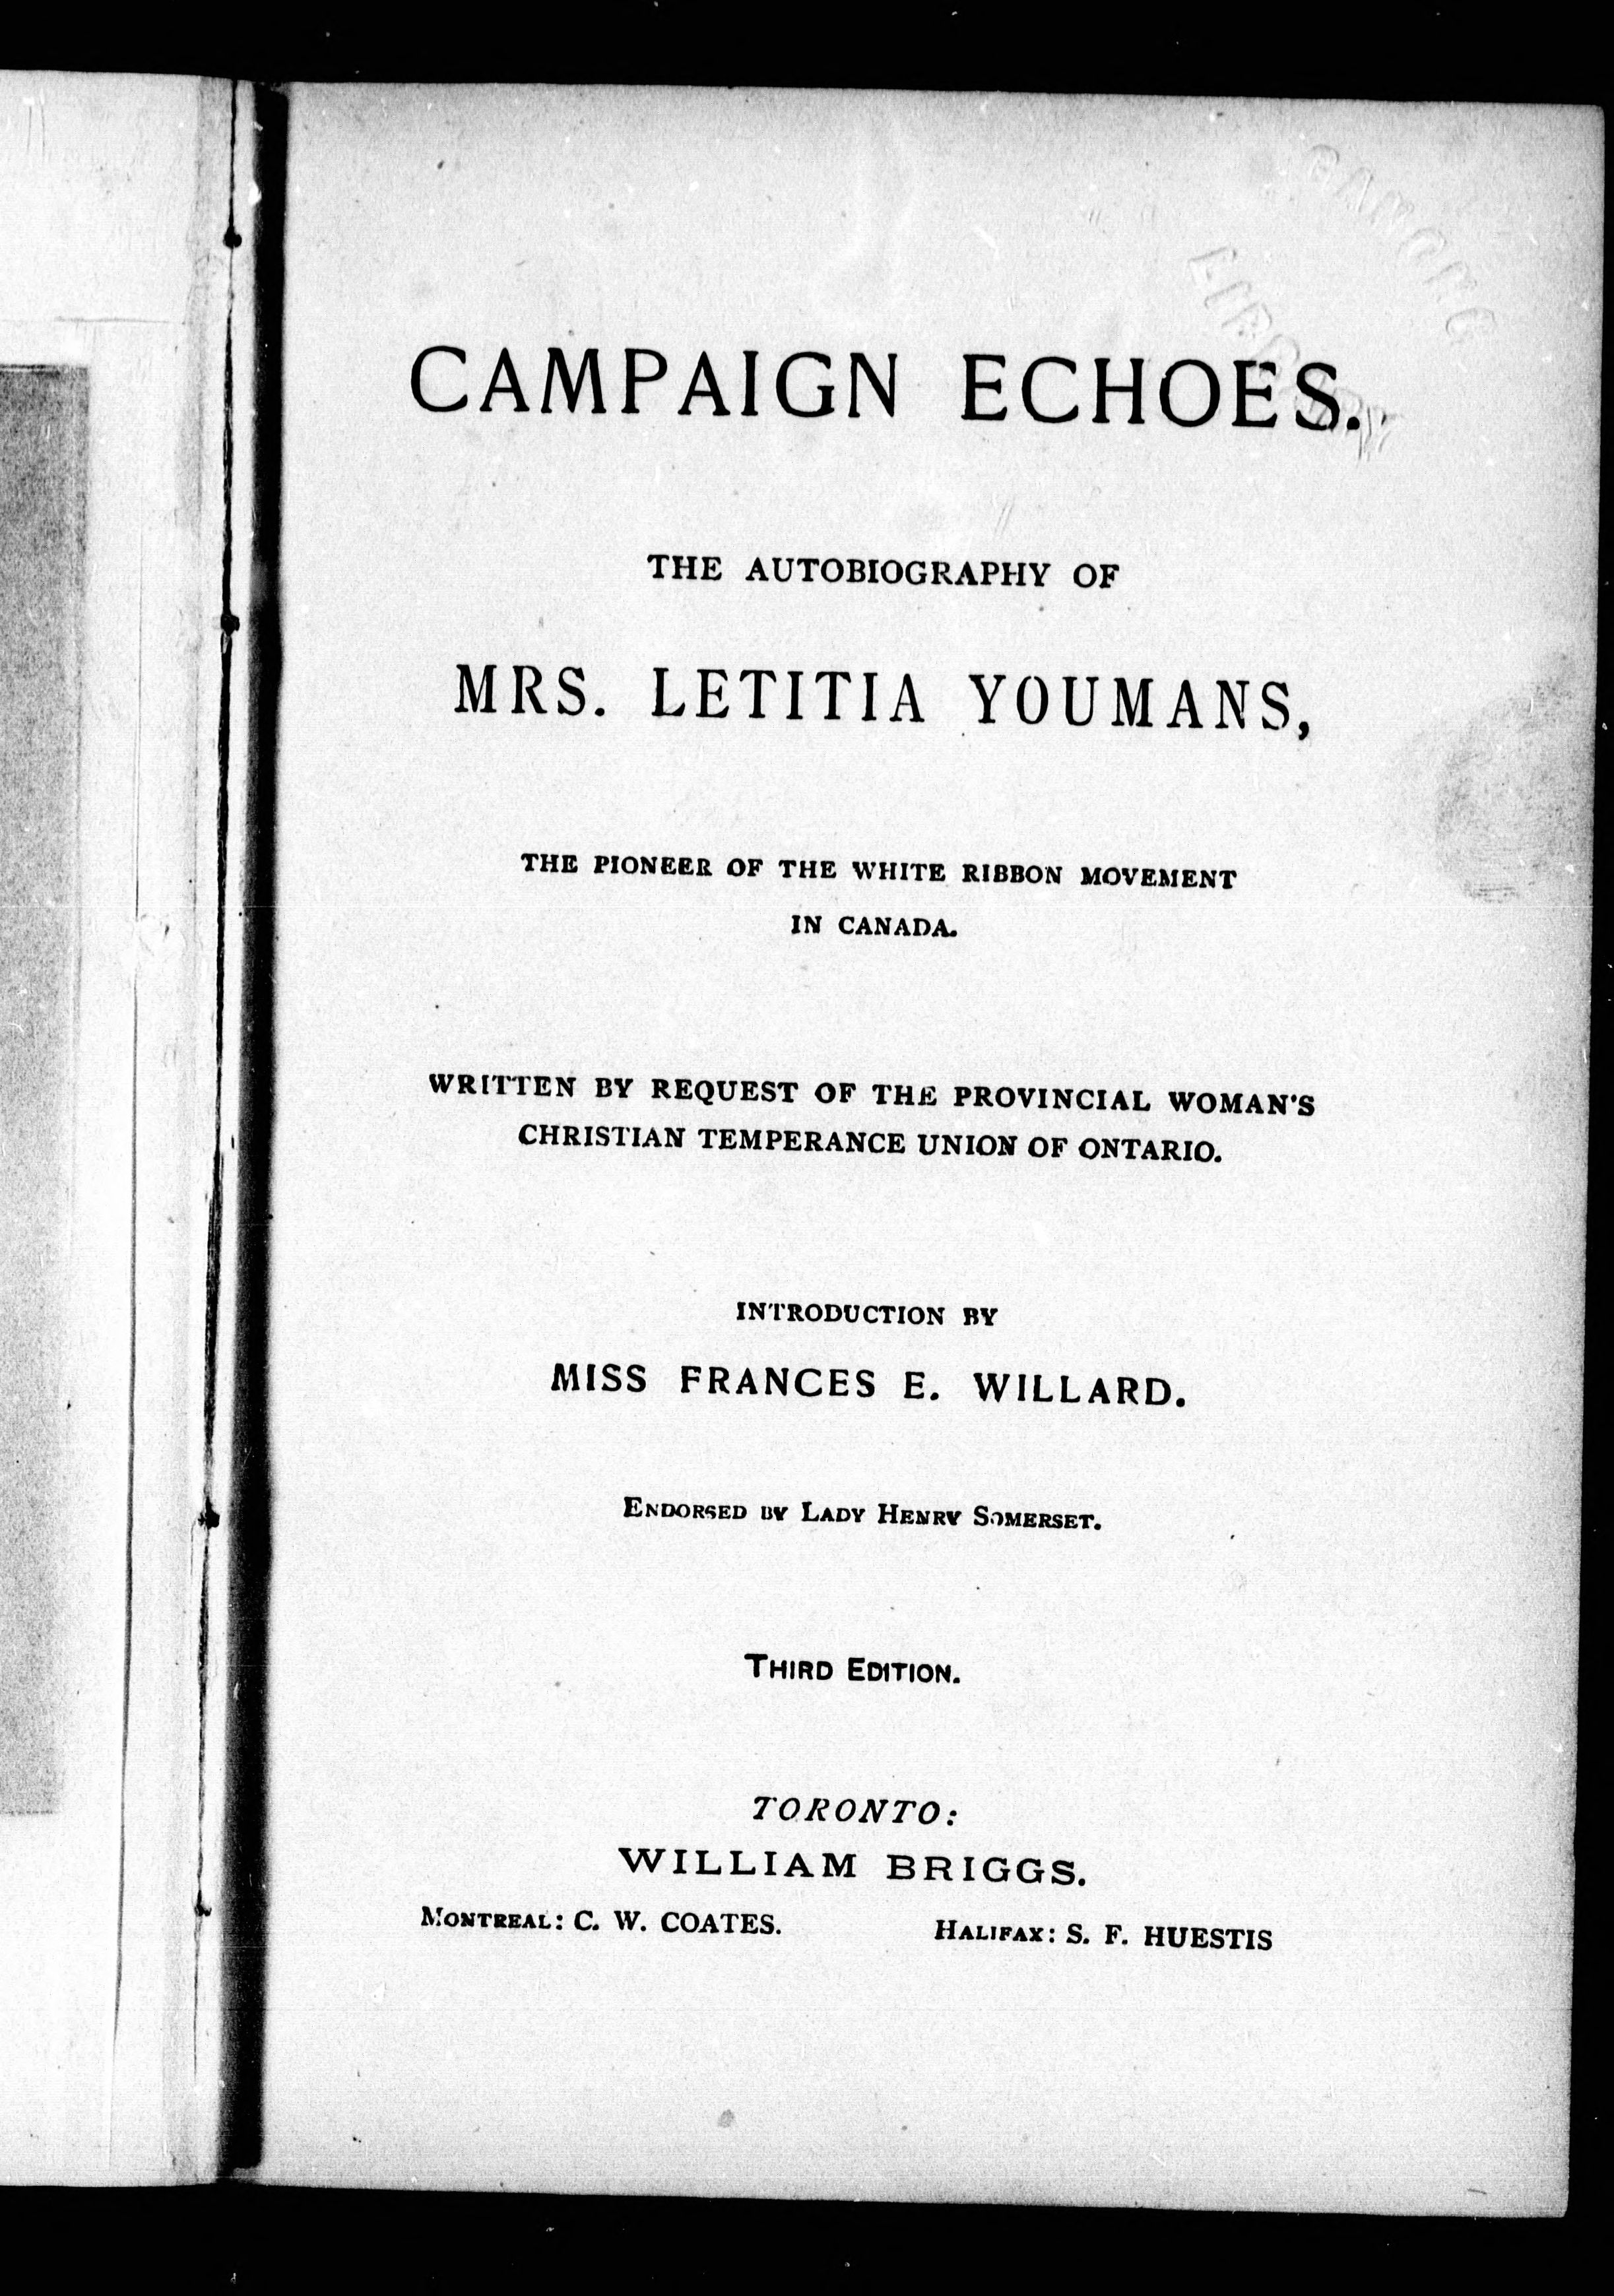 CAMPAIGN ECHOES.
THE AUTOBIOGRAPHY OF
MRS. LETITIA YOUMANS,
THE PIONEER OF THE WHITE RIBBON MOVEMENT
IN CANADA.
WRITTEN BY REQUEST OF THE PROVINCIAL WOMAN'S
CHRISTIAN TEMPERANCE UNION OF ONTARIO.
INTRODUCTION BY
MISS FRANCES E. WILLARD.
ENDORSED BY LADY HENRY SOMERSET.
THIRD EDITION.
TORONTO:
WILLIAM BRIGGS.
MONTREAL: C. W. COATES. HALIFAX: S. F. HUESTIS